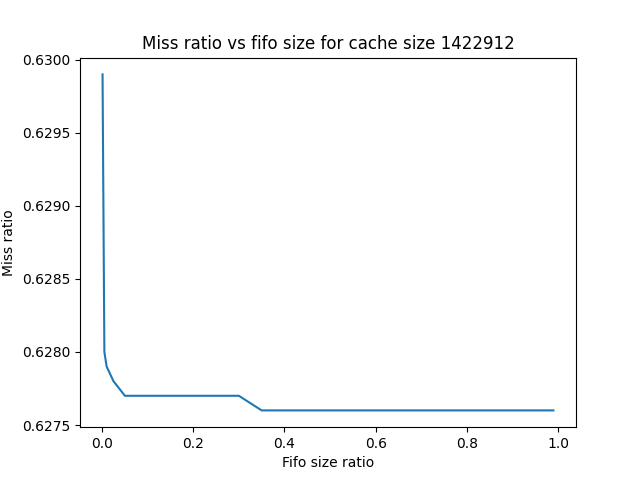 Miss ratio vs fifo size for cache size 1422912
0.6300
0.6295
0.6290
0.6285
0.6280
0.6275
Miss ratio
0.0 0.2 0.4 0.6 0.8 1.0
Fifo size ratio